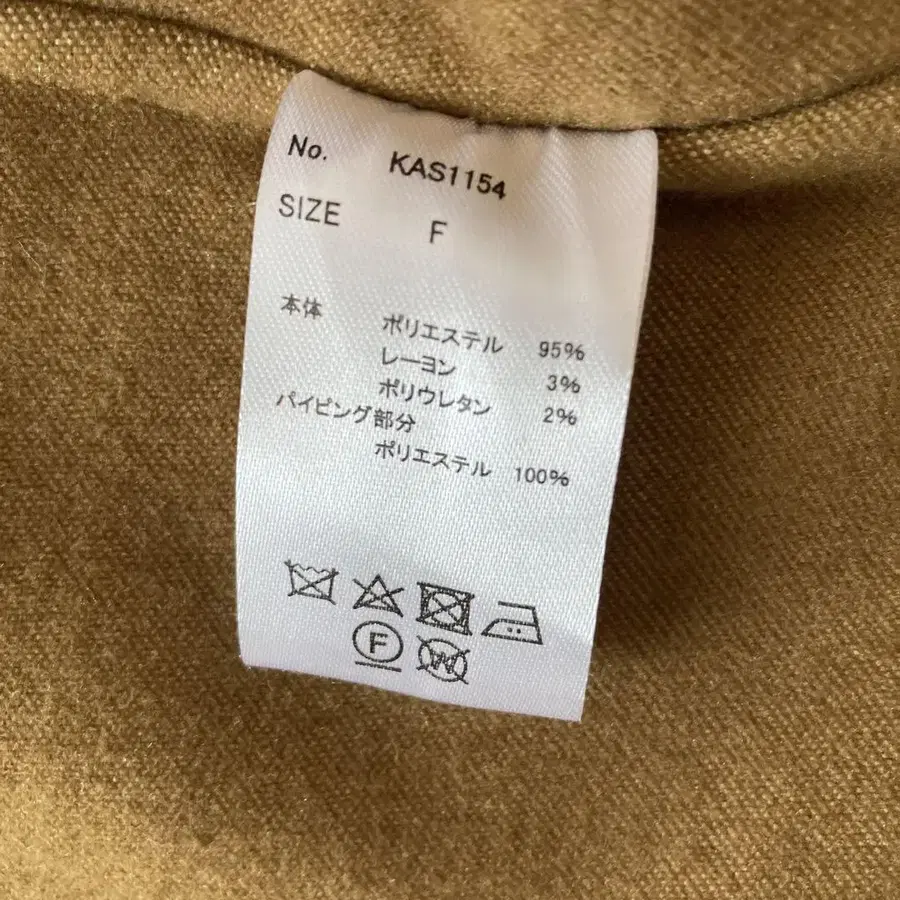 No. KAS1154
SIZE F
本体 ポリエステル 95%
レーヨン 3%
ポリウレタン 2%
パイピング部分
ポリエステル 100%
F W